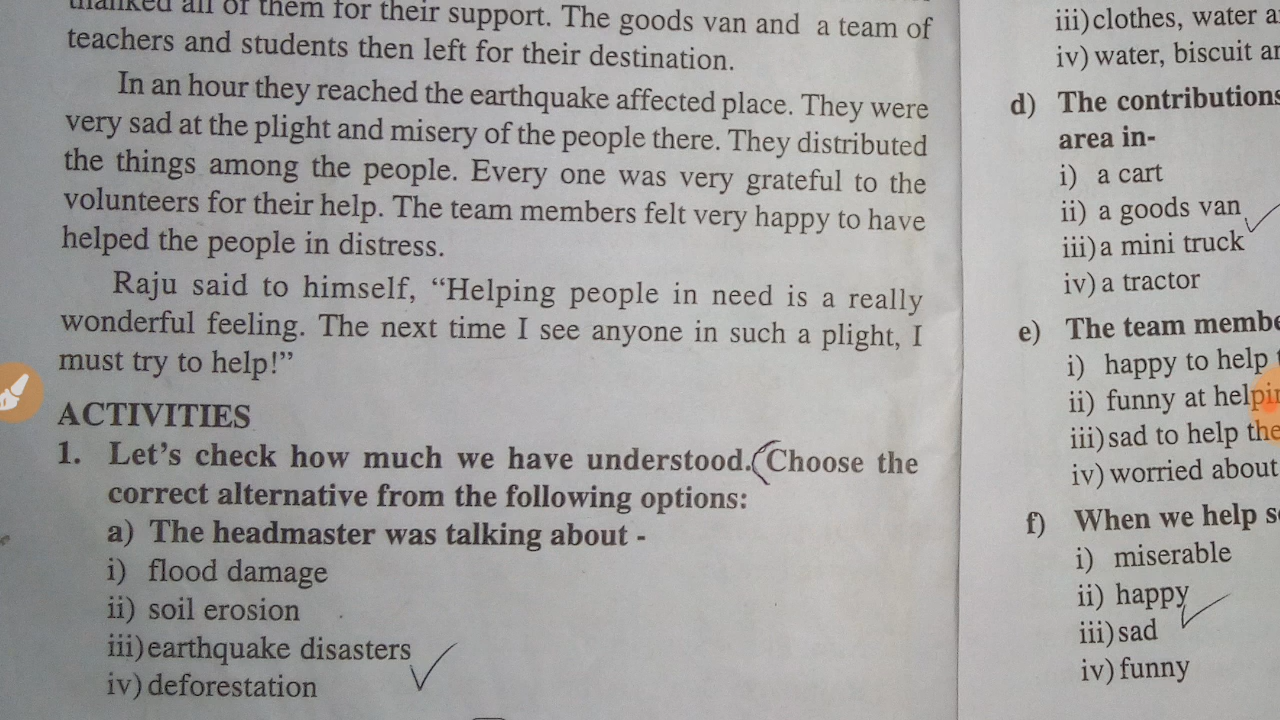 thanked all of them for their support. The goods van and a team of
teachers and students then left for their destination.
In an hour they reached the earthquake affected place. They were
very sad at the plight and misery of the people there. They distributed
the things among the people. Every one was very grateful to the
volunteers for their help. The team members felt very happy to have
helped the people in distress.
Raju said to himself, “Helping people in need is a really
wonderful feeling. The next time I see anyone in such a plight, I
must try to help!”
ACTIVITIES
1. Let’s check how much we have understood. (Choose the
correct alternative from the following options:
a) The headmaster was talking about -
i) flood damage
ii) soil erosion
iii) earthquake disasters
iv) deforestation
iii) clothes, water
iv) water, biscuit
d) The contributions
area in-
i) a cart
ii) a goods van
iii) a mini truck
iv) a tractor
e) The team
i) happy to help
ii) funny at
iii) sad to help the
iv) worried about
f) When we help
i) miserable
ii) happy
iii) sad
iv) funny